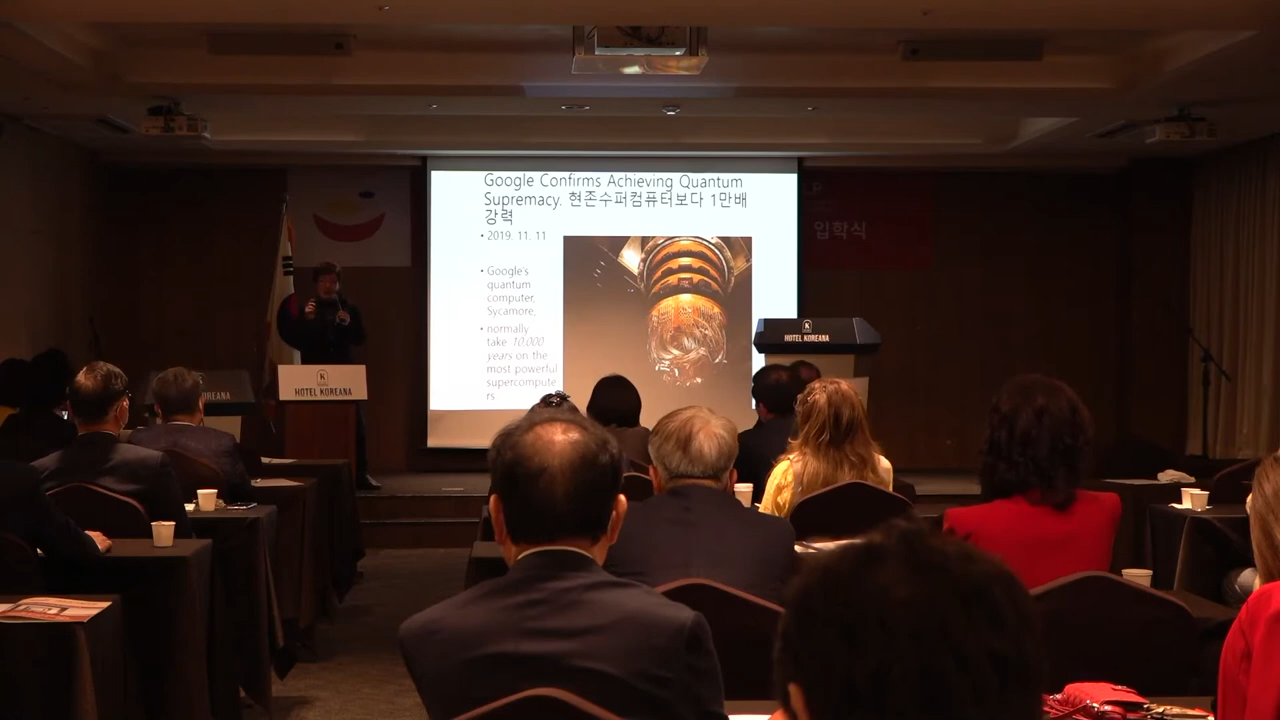 Google Confirms Achieving Quantum
Supremacy. 현존수퍼컴퓨터보다 1만배
강력
• 2019. 11. 11
• Google's
quantum
computer,
Sycamore,
• normally
take 10,000
years on the
most powerful
supercompute
rs
LP
입학식
K
HOTEL KOREANA
K
HOTEL KOREANA
OREANA